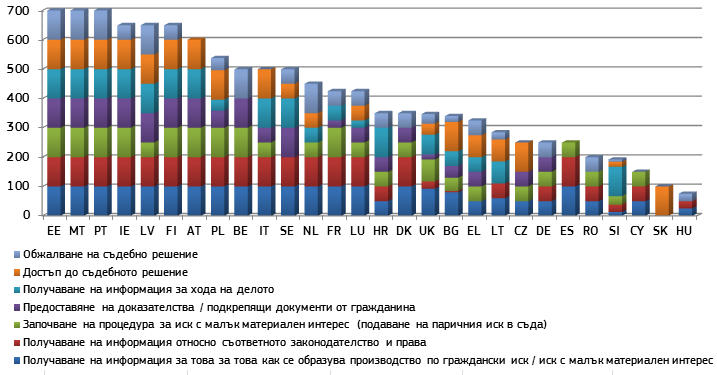 700
600
500
400
300
200
100
0
EE MT PT IE LV FI AT PL BE IT SE NL FR LU HR DK UK BG EL LT CZ DE ES RO SI CY SK HU
Обжалване на съдебно решение
Достъп до съдебното решение
Получаване на информация за хода на делото
Предоставяне на доказателства / подкрепящи документи от гражданина
Започване на процедура за иск с малък материален интерес (подаване на паричния иск в съда)
Получаване на информация относно съответното законодателство и права
Получаване на информация за това за това как се образува производство по граждански иск / иск с малък материален интерес